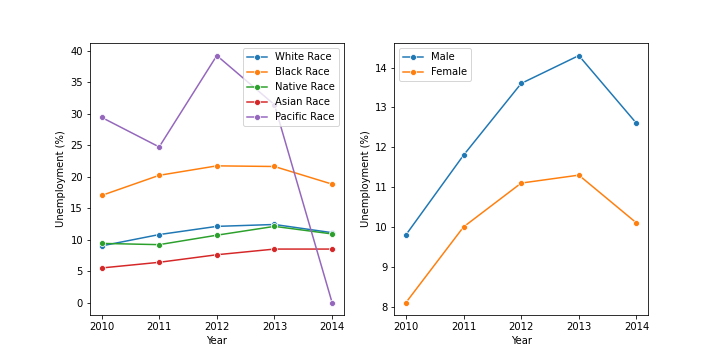 40
35
30
25
20
15
10
5
0
Unemployment (%)
White Race
Black Race
Native Race
Asian Race
Pacific Race
2010 2011 2012 2013 2014
Year
14
13
12
11
10
9
8
Unemployment (%)
Male
Female
2010 2011 2012 2013 2014
Year